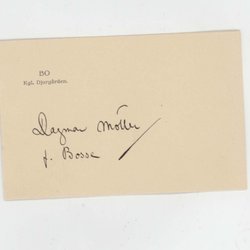 BO
Kgl. Djurgården.
Dagmar Möller
f. Bosse